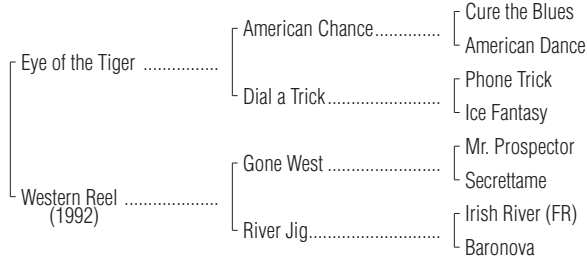 Cure the Blues
American Chance
American Dance
Eye of the Tiger
Phone Trick
Dial a Trick
Ice Fantasy
Mr. Prospector
Gone West
Secrettame
Western Reel
(1992)
Irish River (FR)
River Jig
Baronova